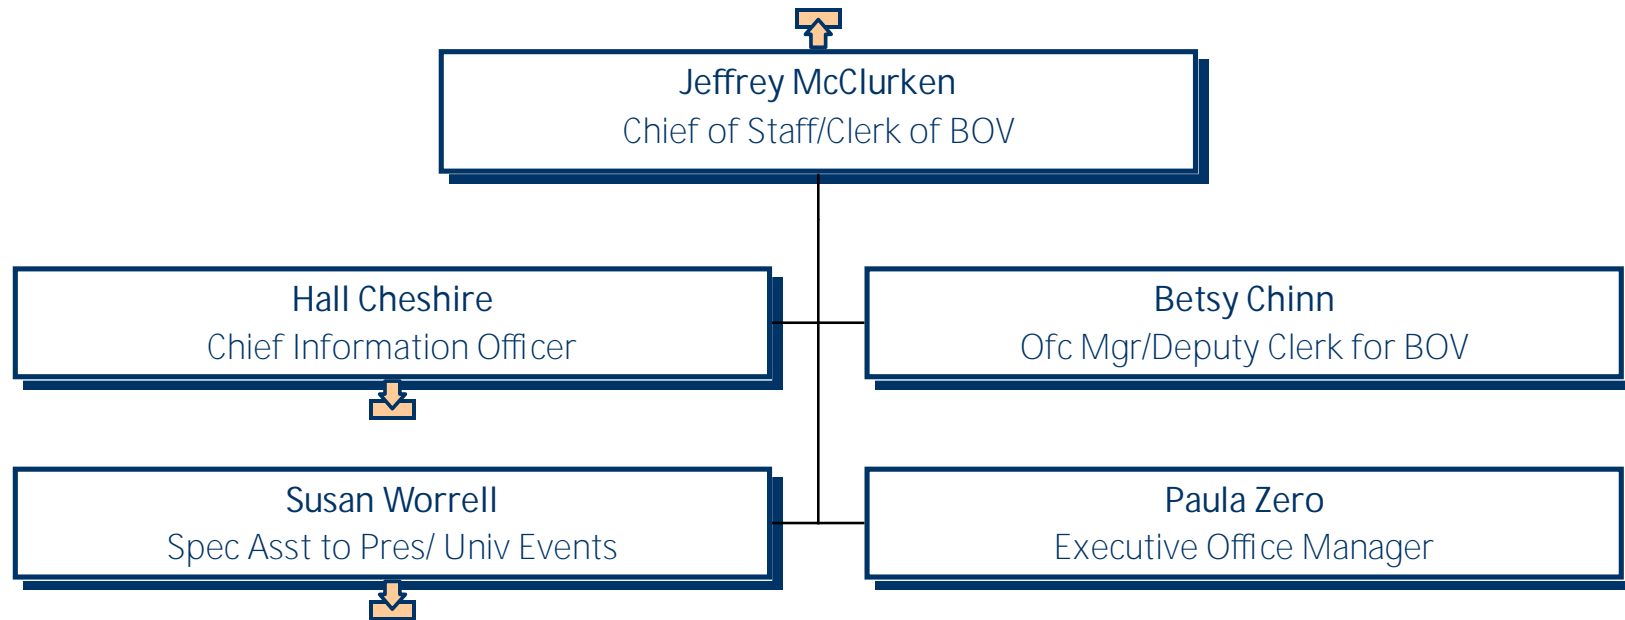 Jeffrey McClurken
Chief of Staff/Clerk of BOV
Hall Cheshire
Chief Information Officer
Betsy Chinn
Ofc Mgr/Deputy Clerk for BOV
Susan Worrell
Spec Asst to Pres/ Univ Events
Paula Zero
Executive Office Manager